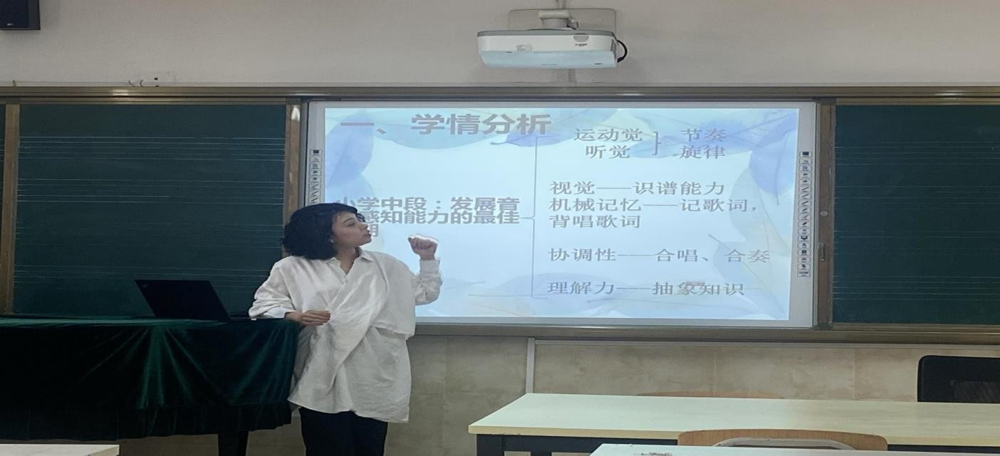 一、学情分析
运动觉 } 节奏
听觉 } 旋律
小学中段：发展音
感知能力的最佳
期
视觉——识谱能力
机械记忆——记歌词，
背唱歌词
协调性——合唱、合奏
理解力——抽象知识